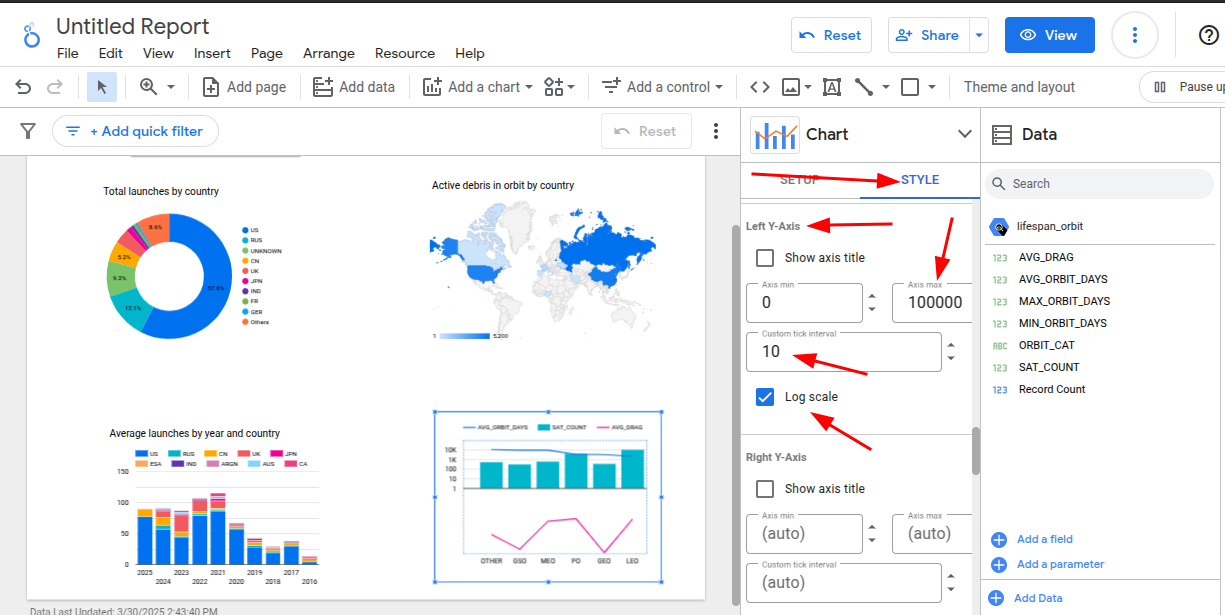 Untitled Report
File Edit View Insert Page Arrange Resource Help
Reset
Share
View
Add page
Add data
Add a chart
Add a control
Theme and layout
Pause up
+ Add quick filter
Reset
Total launches by country
8.6%
5.2%
9.2%
13.1%
57.6%
US
RUS
UNKNOWN
CN
UK
JPN
IND
FR
GER
Others
Active debris in orbit by country
1 5,200
Average launches by year and country
US RUS CN UK JPN
ESA IND ARGN AUS CA
150
100
50
0
2025 2023 2021 2019 2017
2024 2022 2020 2018 2016
AVG_ORBIT_DAYS SAT_COUNT AVG_DRAG
10K
1K
100
10
1
OTHER GSO MEO PO GEO LEO
Data Last Updated: 3/30/2025 2:43:40 PM
Chart
SETUP
STYLE
Left Y-Axis
Show axis title
Axis min
0
Axis max
100000
Custom tick interval
10
Log scale
Right Y-Axis
Show axis title
Axis min
(auto)
Axis max
(auto)
Custom tick interval
(auto)
Data
Search
lifespan_orbit
123 AVG_DRAG
123 AVG_ORBIT_DAYS
123 MAX_ORBIT_DAYS
123 MIN_ORBIT_DAYS
ABC ORBIT_CAT
123 SAT_COUNT
123 Record Count
Add a field
Add a parameter
Add Data